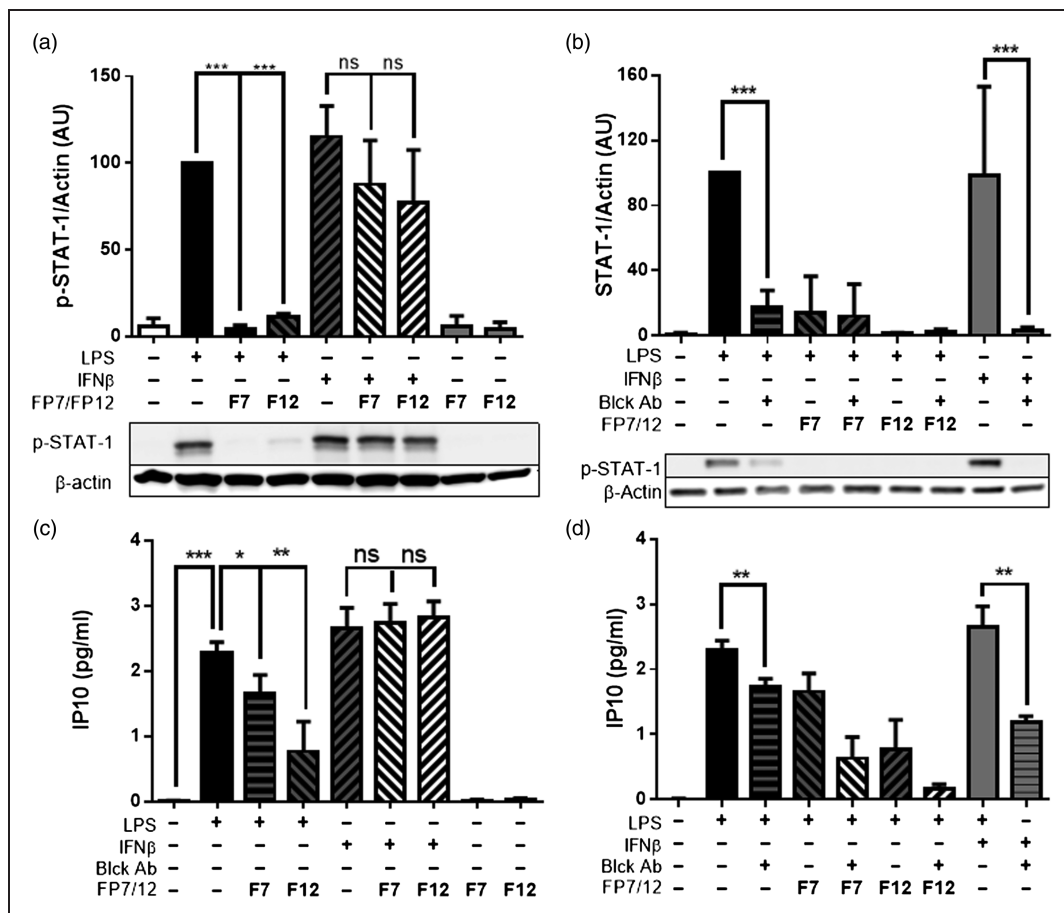 (a)
*** ***
ns ns
150
100
50
0
p-STAT-1/Actin (AU)
LPS – + + + – – – – –
IFNβ – – – – + + + – –
FP7/FP12 – – F7 F12 – F7 F12 F7 F12
p-STAT-1
β-actin
(b)
***
***
160
120
80
40
0
STAT-1/Actin (AU)
LPS – + + + + + + – –
IFNβ – – – – – – – + +
Blck Ab – – + – + – + – +
FP7/12 – – – F7 F7 F12 F12 – –
p-STAT-1
β-Actin
(c)
*** * **
ns ns
4
3
2
1
0
IP10 (pg/ml)
LPS – + + + – – – – –
IFNβ – – – – + + + – –
Blck Ab – – – – – – – – –
FP7/12 – – F7 F12 – F7 F12 F7 F12
(d)
**
**
4
3
2
1
0
IP10 (pg/ml)
LPS – + + + + + + + –
IFNβ – – – – – – – + +
Blck Ab – – + – + – + – +
FP7/12 – – – F7 F7 F12 F12 – –